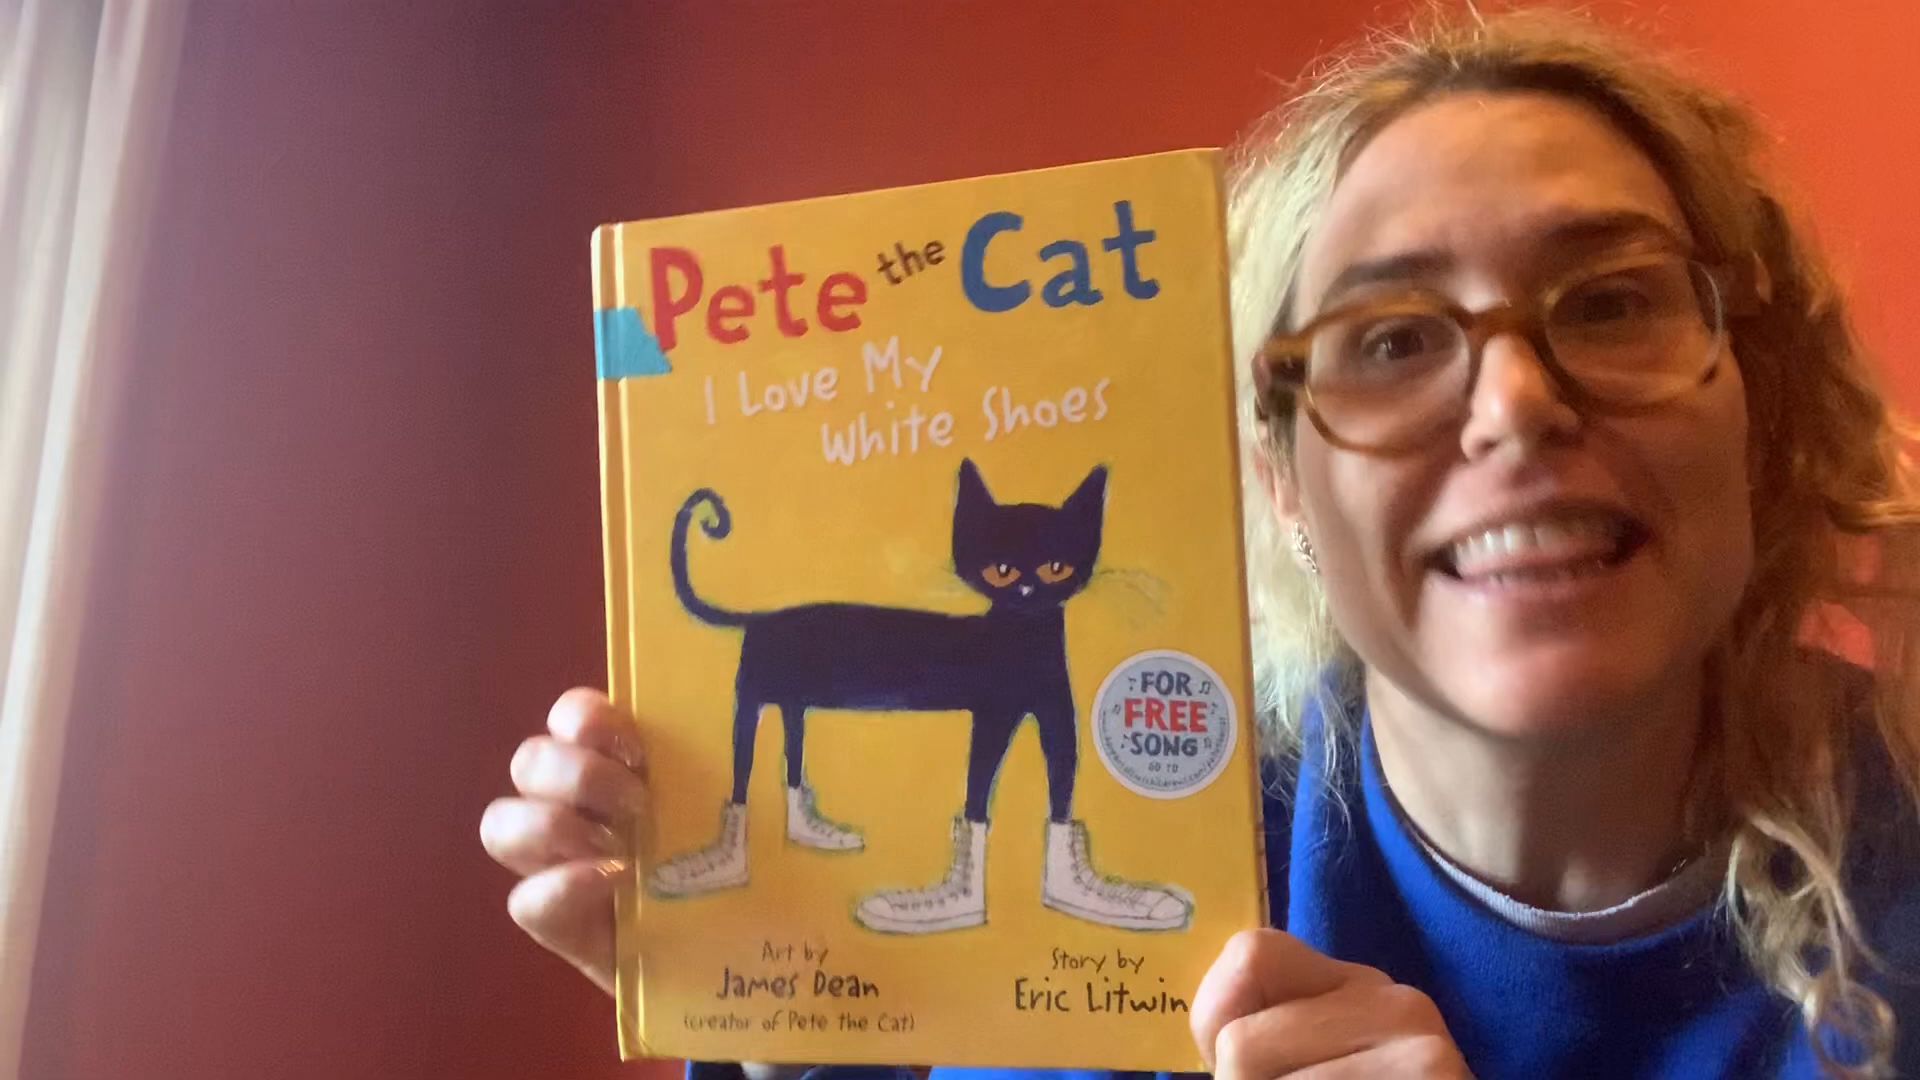 Pete the Cat
I Love My
White Shoes
FOR
FREE
SONG
GO TO
Art by
James Dean
(creator of Pete the Cat)
Story by
Eric Litwin